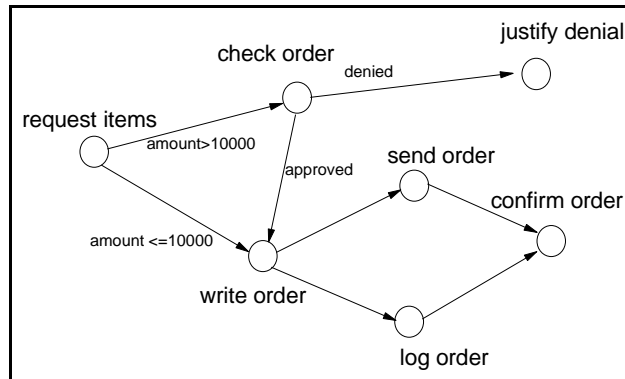 justify denial
check order
denied
request items
amount>10000
send order
approved
confirm order
amount <=10000
write order
log order